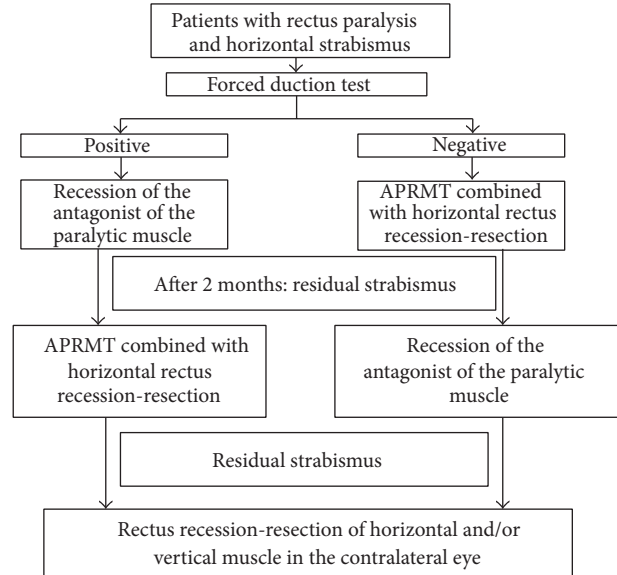 Patients with rectus paralysis
and horizontal strabismus
Forced duction test
Positive
Negative
Recession of the
antagonist of the
paralytic muscle
APRMT combined
with horizontal rectus
recession-resection
After 2 months: residual strabismus
APRMT combined with
horizontal rectus
recession-resection
Recession of the
antagonist of the paralytic
muscle
Residual strabismus
Rectus recession-resection of horizontal and/or
vertical muscle in the contralateral eye